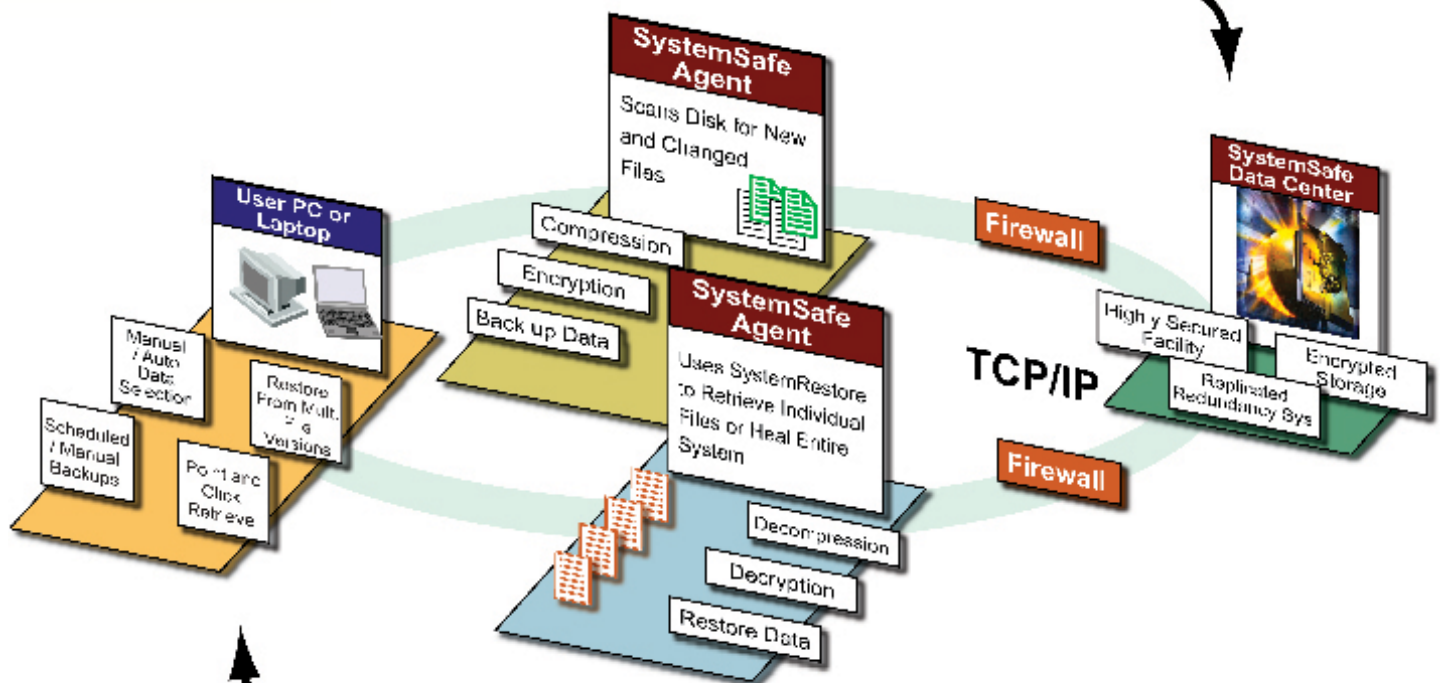 SystemSafe
Agent
Scans Disk for New
and Changed
Files
Compression
Encryption
Back up Data
User PC or
Laptop
Manual
/ Auto
Data
Selection
Restore
From
Versions
Scheduled
/ Manual
Backups
Point and
Click
Retrieve
SystemSafe
Agent
Uses SystemRestore
to Retrieve Individual
Files or Heal Entire
System
Decompression
Decryption
Restore Data
Firewall
TCP/IP
Firewall
SystemSafe
Data Center
Highly Secured
Facility
Encrypted
Storage
Replicated
Redundancy Sys